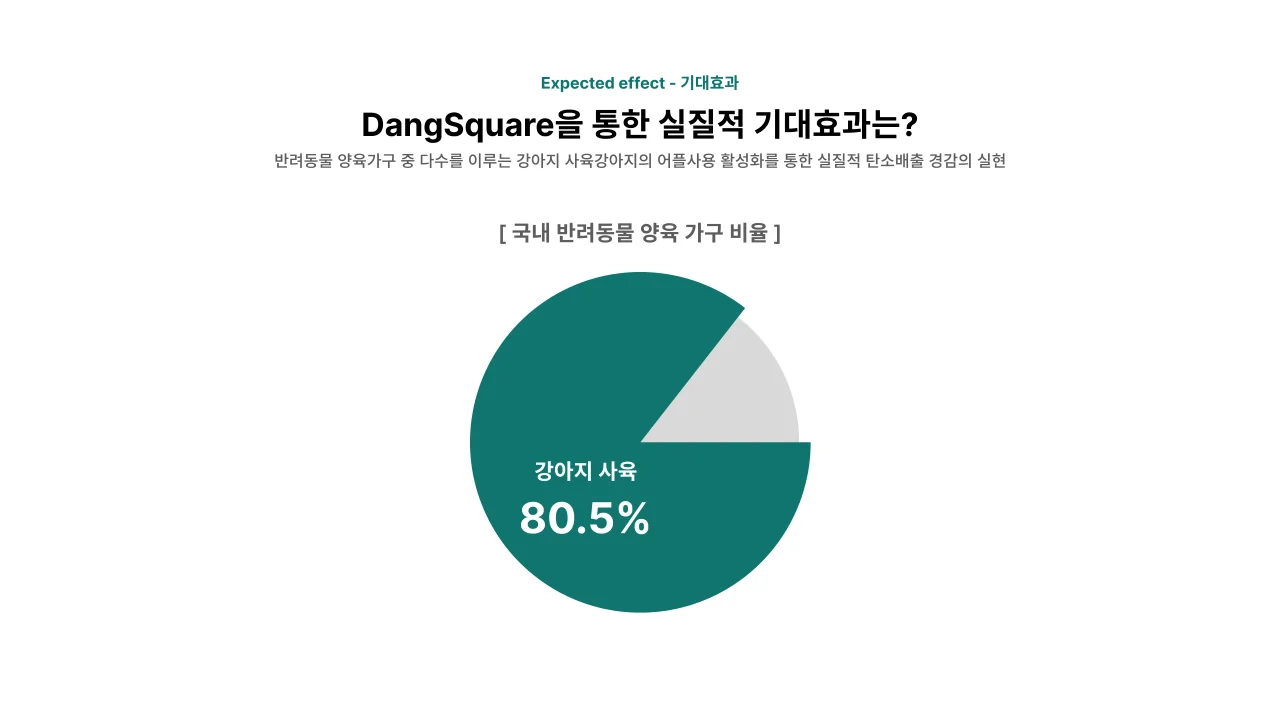 Expected effect - 기대효과
DangSquare을 통한 실질적 기대효과는?
반려동물 양육가구 중 다수를 이루는 강아지 사육강아지의 어플사용 활성화를 통한 실질적 탄소배출 경감의 실현
[ 국내 반려동물 양육 가구 비율 ]
강아지 사육
80.5%